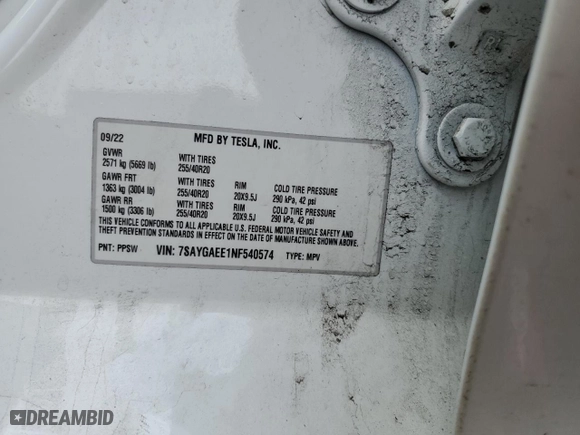 09/22 MFD BY TESLA, INC.
GVWR
2571 kg (5669 lb) WITH TIRES 255/40R20
GAWR FRT
1363 kg (3004 lb) WITH TIRES 255/40R20 RIM 20X9.5J COLD TIRE PRESSURE 290 kPa, 42 psi
GAWR RR
1500 kg (3306 lb) WITH TIRES 255/40R20 RIM 20X9.5J COLD TIRE PRESSURE 290 kPa, 42 psi
THIS VEHICLE CONFORMS TO ALL APPLICABLE U.S. FEDERAL MOTOR VEHICLE SAFETY AND
THEFT PREVENTION STANDARDS IN EFFECT ON THE DATE OF MANUFACTURE SHOWN ABOVE.
PNT: PPSW VIN: 7SAYGAEE1NF540574 TYPE: MPV
DREAMBID